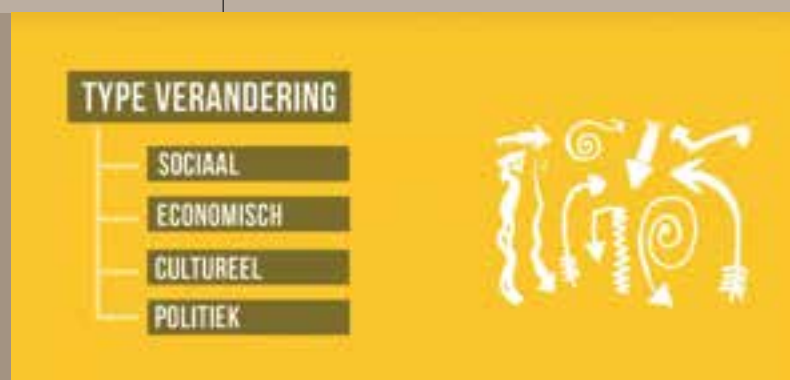 TYPE VERANDERING
SOCIAAL
ECONOMISCH
CULTUREEL
POLITIEK